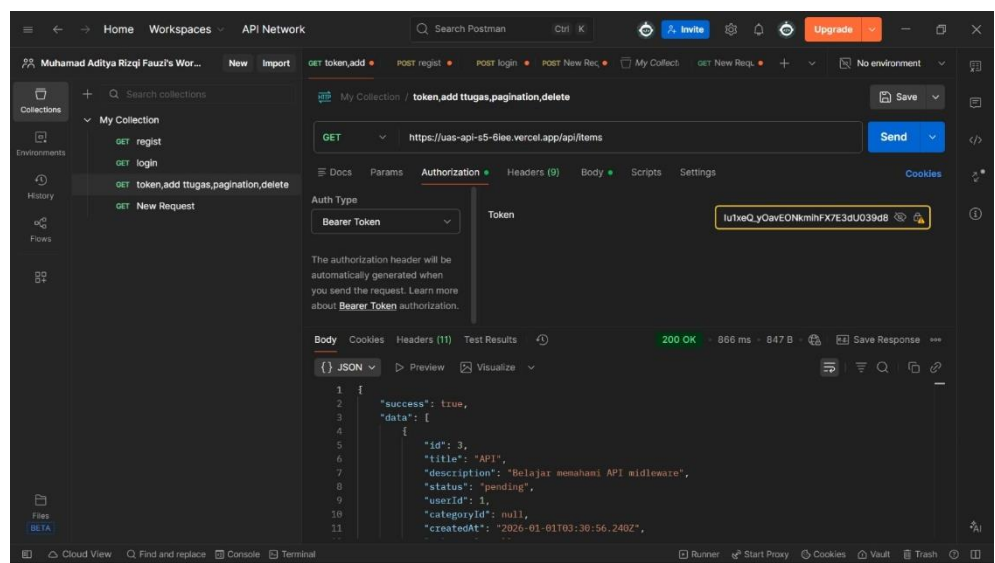 Home Workspaces API Network Search Postman Ctrl K Invite Upgrade
Muhamad Aditya Rizqi Fauzi's Wor... New Import GET token,add POST regist POST login POST New Rec My Collecti GET New Requ. No environment
Collections
Environments
History
Flows
Files
BETA
Search collections
My Collection
GET regist
GET login
GET token,add ttugas,pagination,delete
GET New Request
My Collection / token,add ttugas,pagination,delete Save
GET https://uas-api-s5-6iee.vercel.app/api/items Send
Docs Params Authorization Headers (9) Body Scripts Settings Cookies
Auth Type
Bearer Token
Token
Iu1xeQ_yOavEONkmihFX7E3dU039d8
The authorization header will be
automatically generated when
you send the request. Learn more
about Bearer Token authorization.
Body Cookies Headers (11) Test Results 200 OK 866 ms 847 B Save Response
{} JSON Preview Visualize
1 {
2 "success": true,
3 "data": [
4 {
5 "id": 3,
6 "title": "API",
7 "description": "Belajar memahami API middleware",
8 "status": "pending",
9 "userId": 1,
10 "categoryId": null,
11 "createdAt": "2026-01-01T03:30:56.240Z",
AI
Cloud View Find and replace Console Terminal Runner Start Proxy Cookies Vault Trash